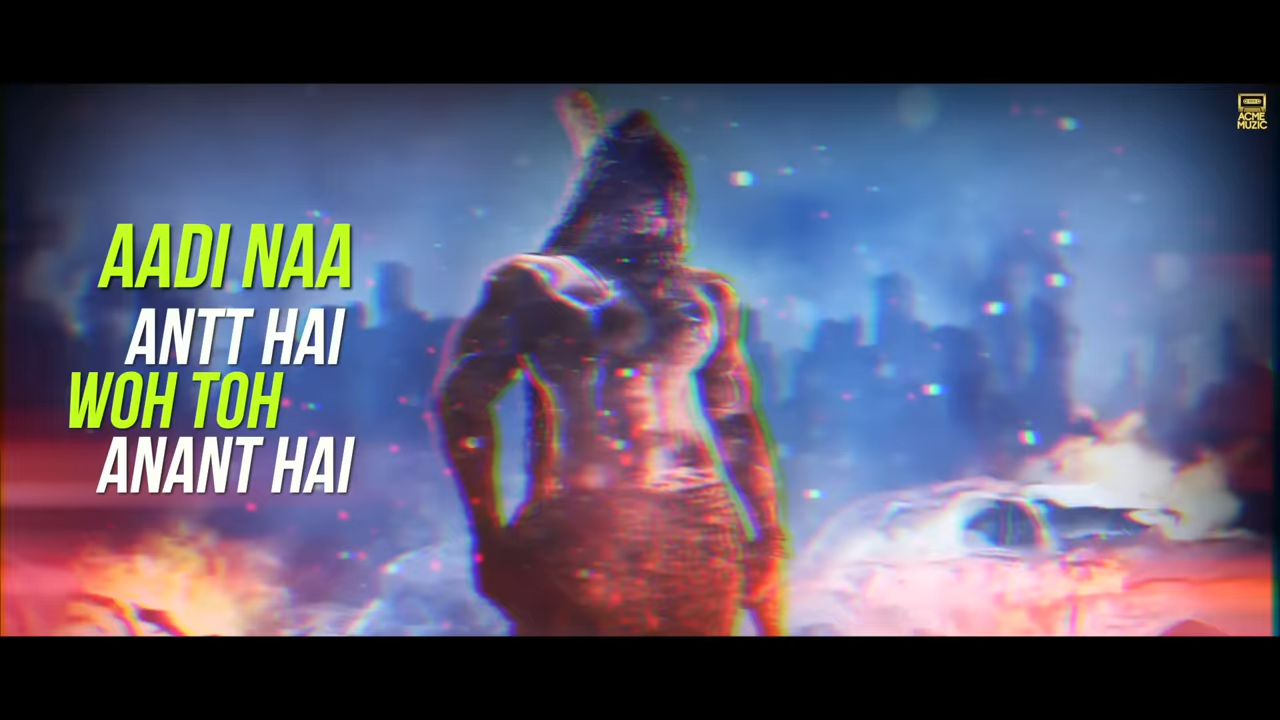 AADI NAA
ANTT HAI
WOH TOH
ANANT HAI
ACME
MUZIC